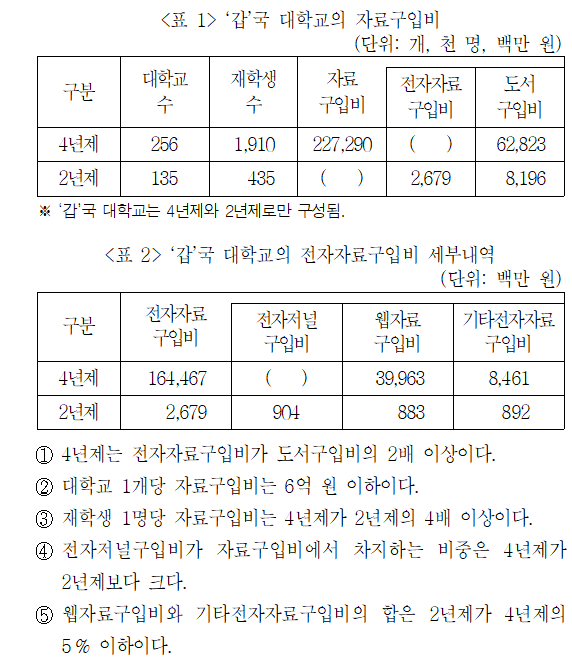 <표 1> ‘갑’국 대학교의 자료구입비
(단위: 개, 천 명, 백만 원)
구분 대학교 수 재학생 수 자료 구입비 전자자료 구입비 도서 구입비
4년제 256 1,910 227,290 ( ) 62,823
2년제 135 435 ( ) 2,679 8,196
※ ‘갑’국 대학교는 4년제와 2년제로만 구성됨.
<표 2> ‘갑’국 대학교의 전자자료구입비 세부내역
(단위: 백만 원)
구분 전자자료 구입비 전자저널 구입비 웹자료 구입비 기타전자자료 구입비
4년제 164,467 ( ) 39,963 8,461
2년제 2,679 904 883 892
① 4년제는 전자자료구입비가 도서구입비의 2배 이상이다.
② 대학교 1개당 자료구입비는 6억 원 이하이다.
③ 재학생 1명당 자료구입비는 4년제가 2년제의 4배 이상이다.
④ 전자저널구입비가 자료구입비에서 차지하는 비중은 4년제가
2년제보다 크다.
⑤ 웹자료구입비와 기타전자자료구입비의 합은 2년제가 4년제의
5% 이하이다.